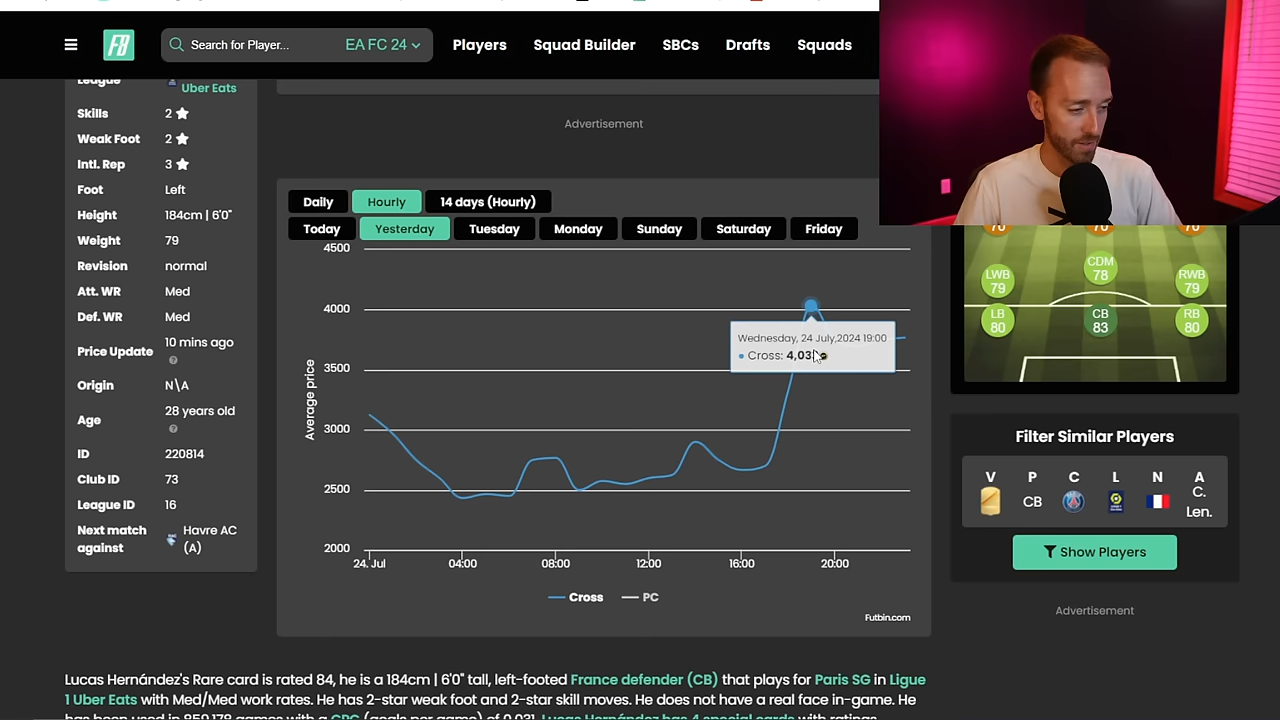 FB
Search for Player...
EA FC 24
Players
Squad Builder
SBCs
Drafts
Squads
League
Uber Eats
Skills 2
Weak Foot 2
Intl. Rep 3
Foot Left
Height 184cm | 6'0"
Weight 79
Revision normal
Att. WR Med
Def. WR Med
Price Update 10 mins ago
Origin N\A
Age 28 years old
ID 220814
Club ID 73
League ID 16
Next match against Havre AC (A)
Advertisement
Daily
Hourly
14 days (Hourly)
Today
Yesterday
Tuesday
Monday
Sunday
Saturday
Friday
Average price
4500
4000
3500
3000
2500
2000
Wednesday, 24 July,2024 19:00
Cross:
24. Jul
04:00
08:00
12:00
16:00
20:00
Cross
PC
Futbin.com
LWB
79
CDM
78
RWB
79
LB
80
CB
83
RB
80
Filter Similar Players
V P C L N A
CB
C. Len.
Show Players
Advertisement
Lucas Hernández's Rare card is rated 84, he is a 184cm | 6'0" tall, left-footed France defender (CB) that plays for Paris SG in Ligue
1 Uber Eats with Med/Med work rates. He has 2-star weak foot and 2-star skill moves. He does not have a real face in-game. He